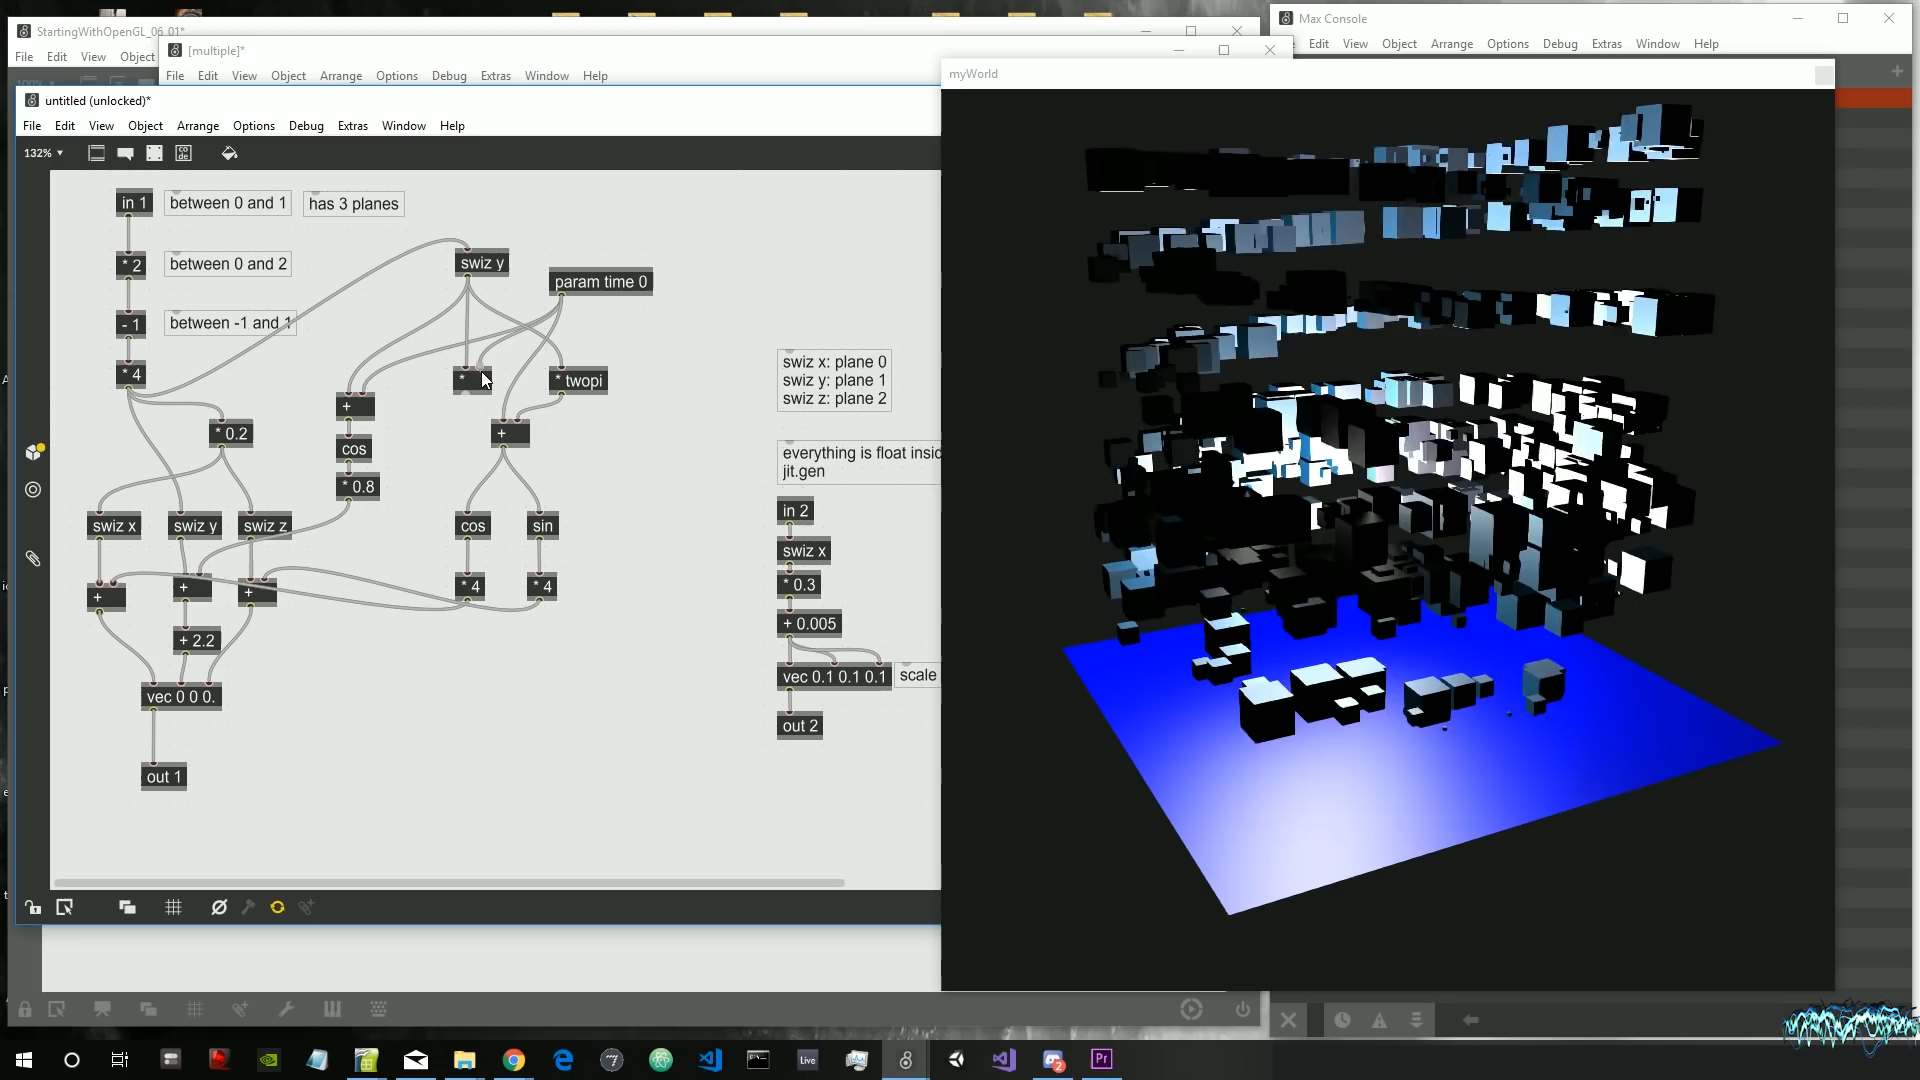 StartingWithOpenGL_06_01*
File Edit View Object
[multiple]*
File Edit View Object Arrange Options Debug Extras Window Help
Max Console
Edit View Object Arrange Options Debug Extras Window Help
myWorld
untitled (unlocked)*
File Edit View Object Arrange Options Debug Extras Window Help
132%
in 1
between 0 and 1
has 3 planes
* 2
between 0 and 2
- 1
between -1 and 1
* 4
swiz y
param time 0
*
* twopi
* 0.2
+
cos
* 0.8
+
swiz x
swiz y
swiz z
cos
sin
+
+
+
* 4
* 4
+ 2.2
vec 0 0 0.
out 1
swiz x: plane 0
swiz y: plane 1
swiz z: plane 2
everything is float insid
jit.gen
in 2
swiz x
* 0.3
+ 0.005
vec 0.1 0.1 0.1
scale
out 2
Live
2
Pr